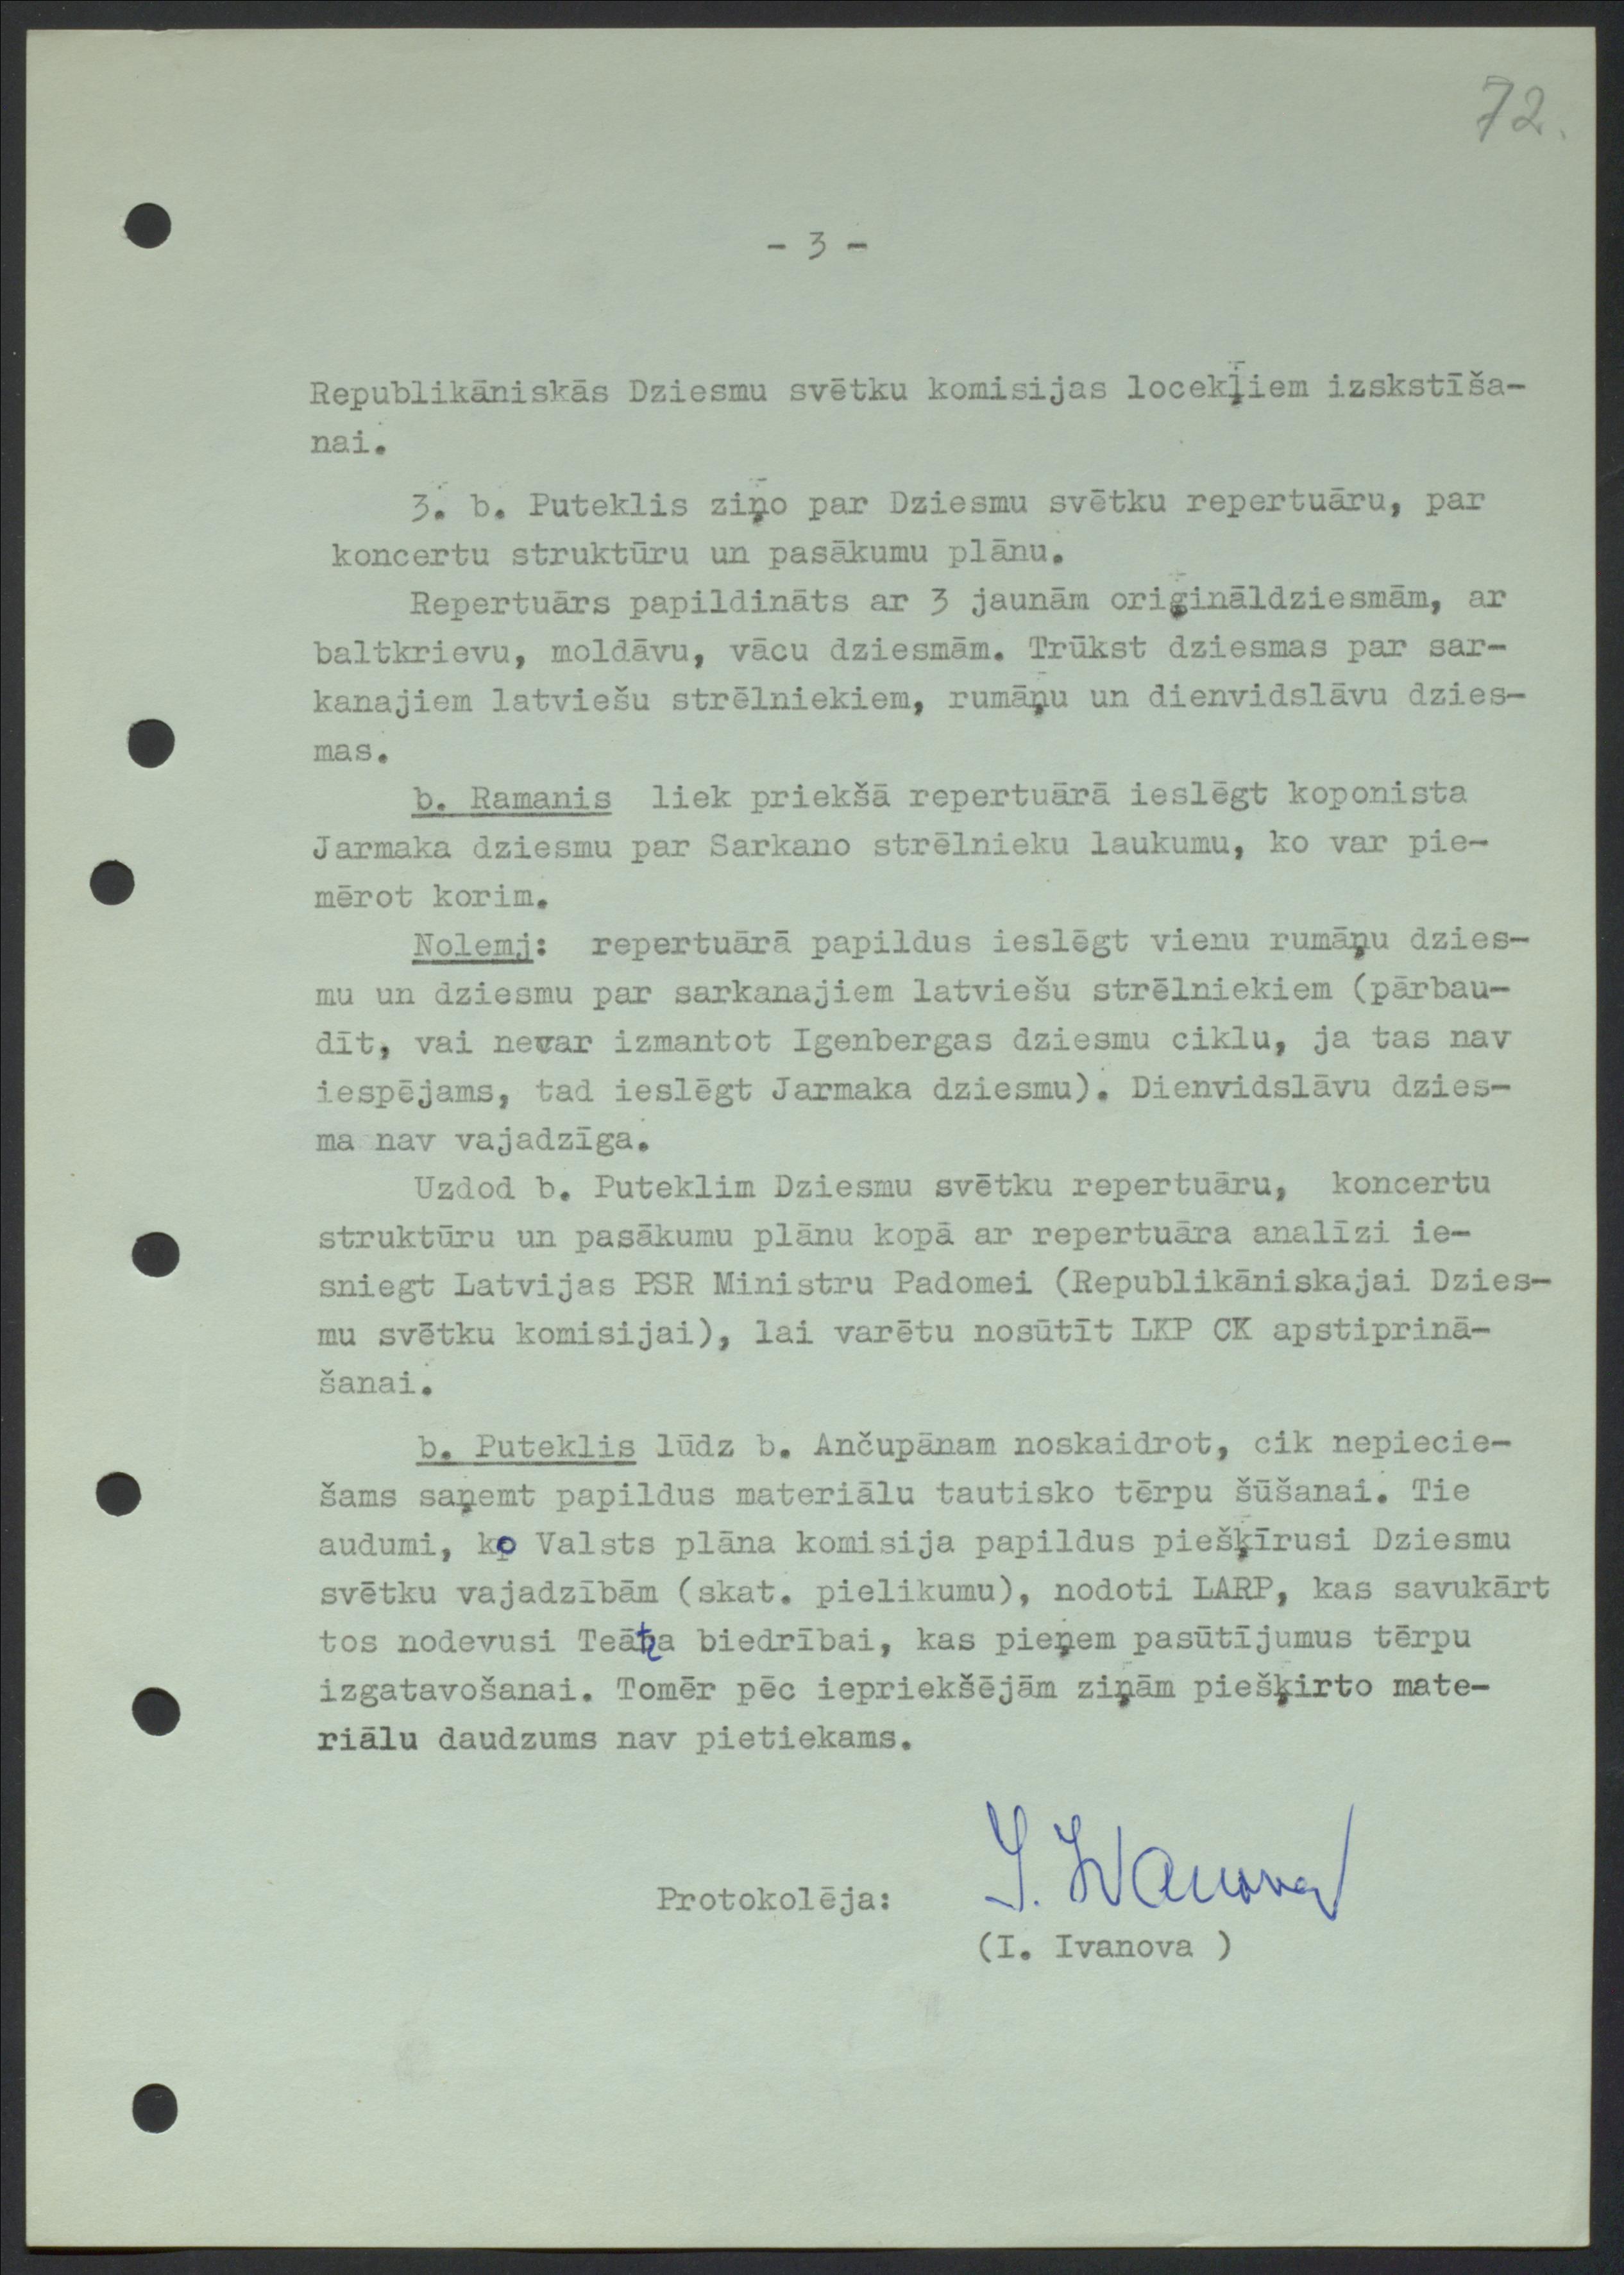 72.
- 3 -
Republikāniskās Dziesmu svētku komisijas locekļiem izskstīša-
nai.
3. b. Puteklis ziņo par Dziesmu svētku repertuāru, par
koncertu struktūru un pasākumu plānu.
Repertuārs papildināts ar 3 jaunām oriģināldziesmām, ar
baltkrievu, moldāvu, vācu dziesmām. Trūkst dziesmas par sar-
kanajiem latviešu strēlniekiem, rumāņu un dienvidslāvu dzies-
mas.
b. Ramanis liek priekšā repertuārā ieslēgt koponista
Jarmaka dziesmu par Sarkano strēlnieku laukumu, ko var pie-
mērot korim.
Nolemj: repertuārā papildus ieslēgt vienu rumāņu dzies-
mu un dziesmu par sarkanajiem latviešu strēlniekiem (pārbau-
dīt, vai nevar izmantot Igenbergas dziesmu ciklu, ja tas nav
iespējams, tad ieslēgt Jarmaka dziesmu). Dienvidslāvu dzies-
ma nav vajadzīga.
Uzdod b. Puteklim Dziesmu svētku repertuāru, koncertu
struktūru un pasākumu plānu kopā ar repertuāra analīzi ie-
sniegt Latvijas PSR Ministru Padomei (Republikāniskajai Dzies-
mu svētku komisijai), lai varētu nosūtīt LKP CK apstiprinā-
šanai.
b. Puteklis lūdz b. Ančupānam noskaidrot, cik nepiecie-
šams saņemt papildus materiālu tautisko tērpu šūšanai. Tie
audumi, ko Valsts plāna komisija papildus piešķīrusi Dziesmu
svētku vajadzībām (skat. pielikumu), nodoti LARP, kas savukārt
tos nodevusi Teātra biedrībai, kas pieņem pasūtījumus tērpu
izgatavošanai. Tomēr pēc iepriekšējām ziņām piešķirto mate-
riālu daudzums nav pietiekams.
I. Ivanova
Protokolēja:
(I. Ivanova )